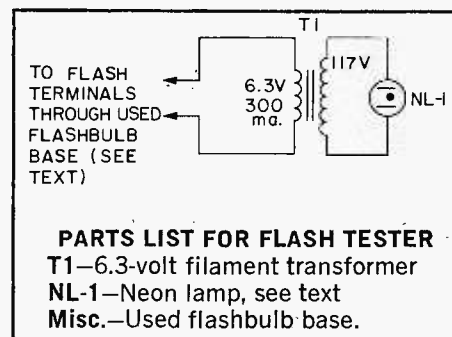 T1
TO FLASH
TERMINALS
THROUGH USED
FLASHBULB
BASE (SEE
TEXT)
6.3V
300
ma.
117V
NL-1
PARTS LIST FOR FLASH TESTER
T1—6.3-volt filament transformer
NL-1—Neon lamp, see text
Misc.—Used flashbulb base.